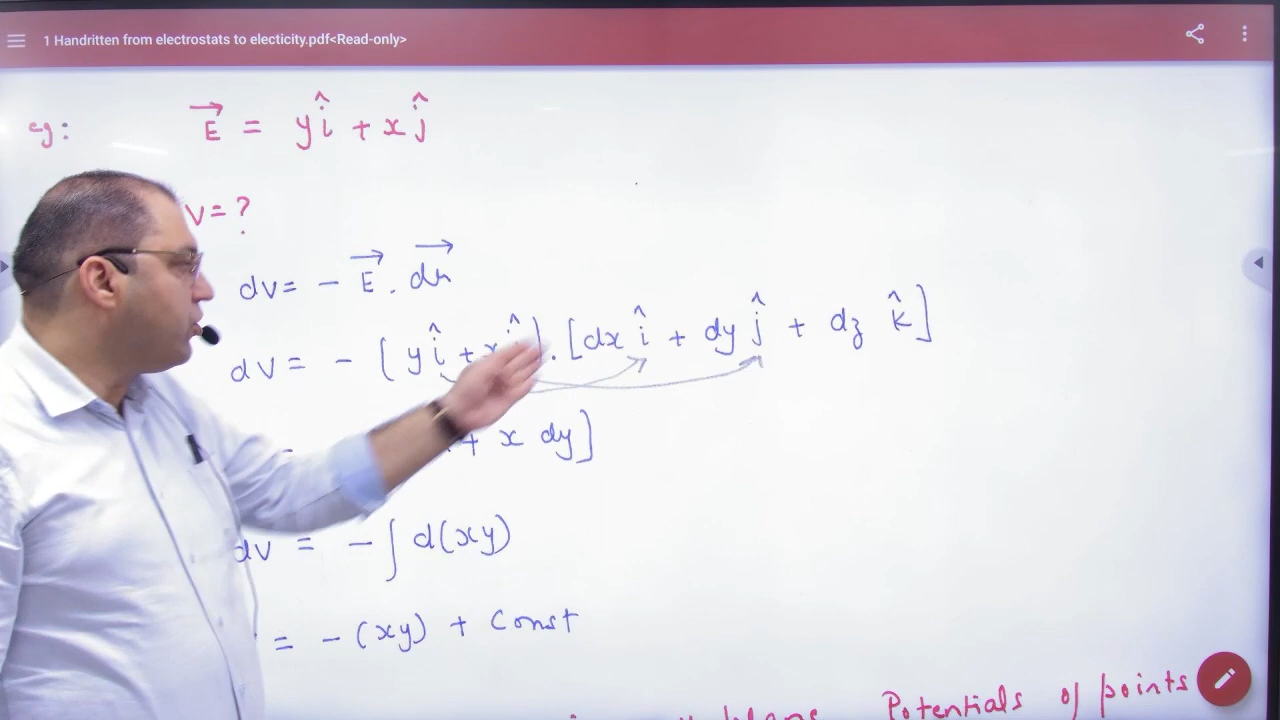 1 Handritten from electrostats to electicity.pdf<Read-only>
eg: E⃗ = yî + xĵ
V = ?
dV = - E⃗ . dr⃗
dV = - (yî + xĵ) . [dx î + dy ĵ + dz k̂]
+ x dy]
dV = - ∫ d(xy)
= - (xy) + Const
Potentials of points